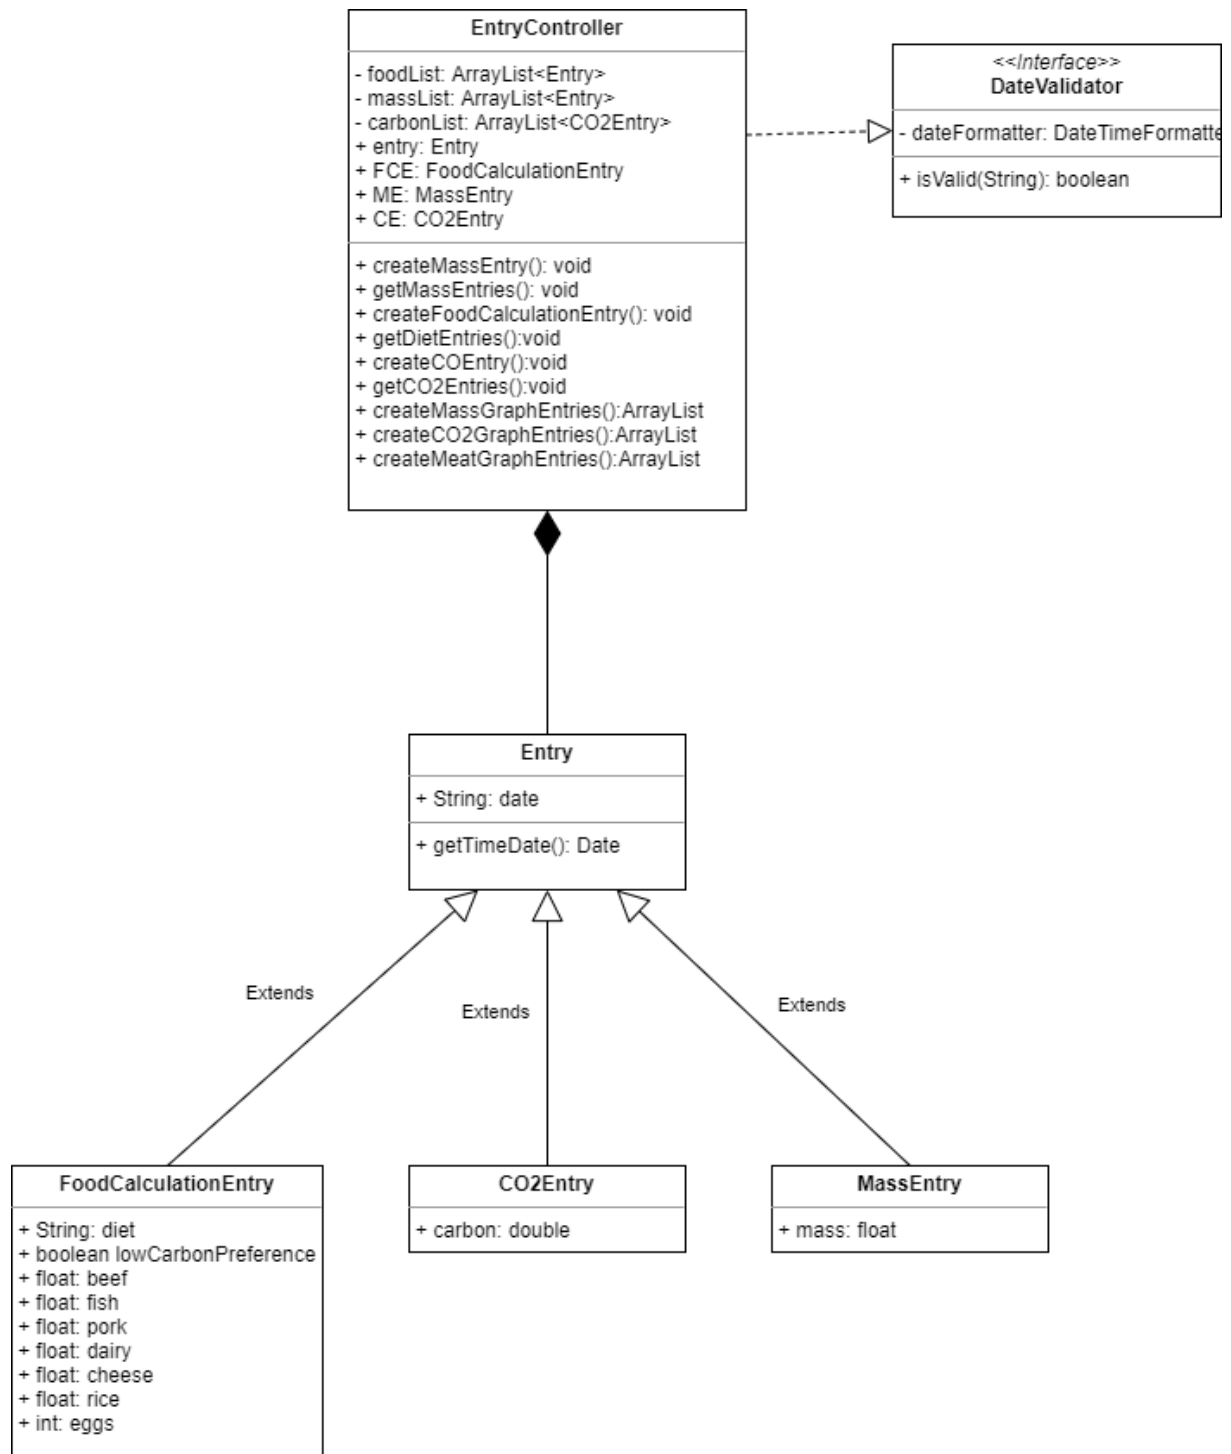 EntryController
- foodList: ArrayList<Entry>
- massList: ArrayList<Entry>
- carbonList: ArrayList<CO2Entry>
+ entry: Entry
+ FCE: FoodCalculationEntry
+ ME: MassEntry
+ CE: CO2Entry
+ createMassEntry(): void
+ getMassEntries(): void
+ createFoodCalculationEntry(): void
+ getDietEntries():void
+ createCOEntry():void
+ getCO2Entries():void
+ createMassGraphEntries():ArrayList
+ createCO2GraphEntries():ArrayList
+ createMeatGraphEntries():ArrayList
<<Interface>>
DateValidator
- dateFormatter: DateTimeFormatte
+ isValid(String): boolean
Entry
+ String: date
+ getTimeDate(): Date
Extends
Extends
Extends
FoodCalculationEntry
+ String: diet
+ boolean lowCarbonPreference
+ float: beef
+ float: fish
+ float: pork
+ float: dairy
+ float: cheese
+ float: rice
+ int: eggs
CO2Entry
+ carbon: double
MassEntry
+ mass: float